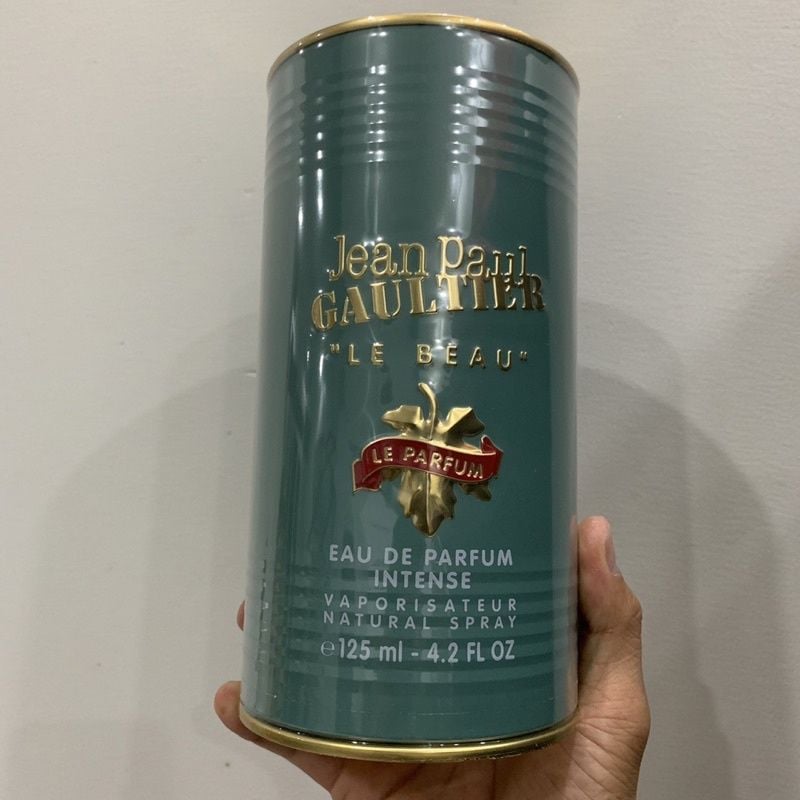 Jean Paul
GAULTIER
"LE BEAU"
LE PARFUM
EAU DE PARFUM
INTENSE
VAPORISATEUR
NATURAL SPRAY
℮125 ml - 4.2 FL OZ